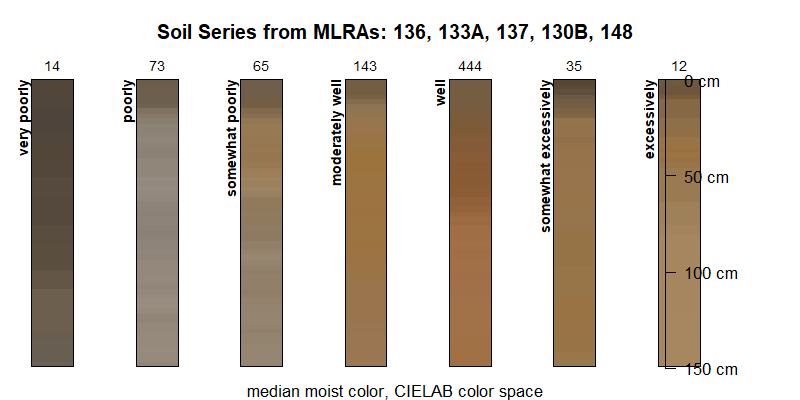 Soil Series from MLRAs: 136, 133A, 137, 130B, 148
14 73 65 143 444 35 12
very poorly
poorly
somewhat poorly
moderately well
well
somewhat excessively
excessively
0 cm
50 cm
100 cm
150 cm
median moist color, CIELAB color space